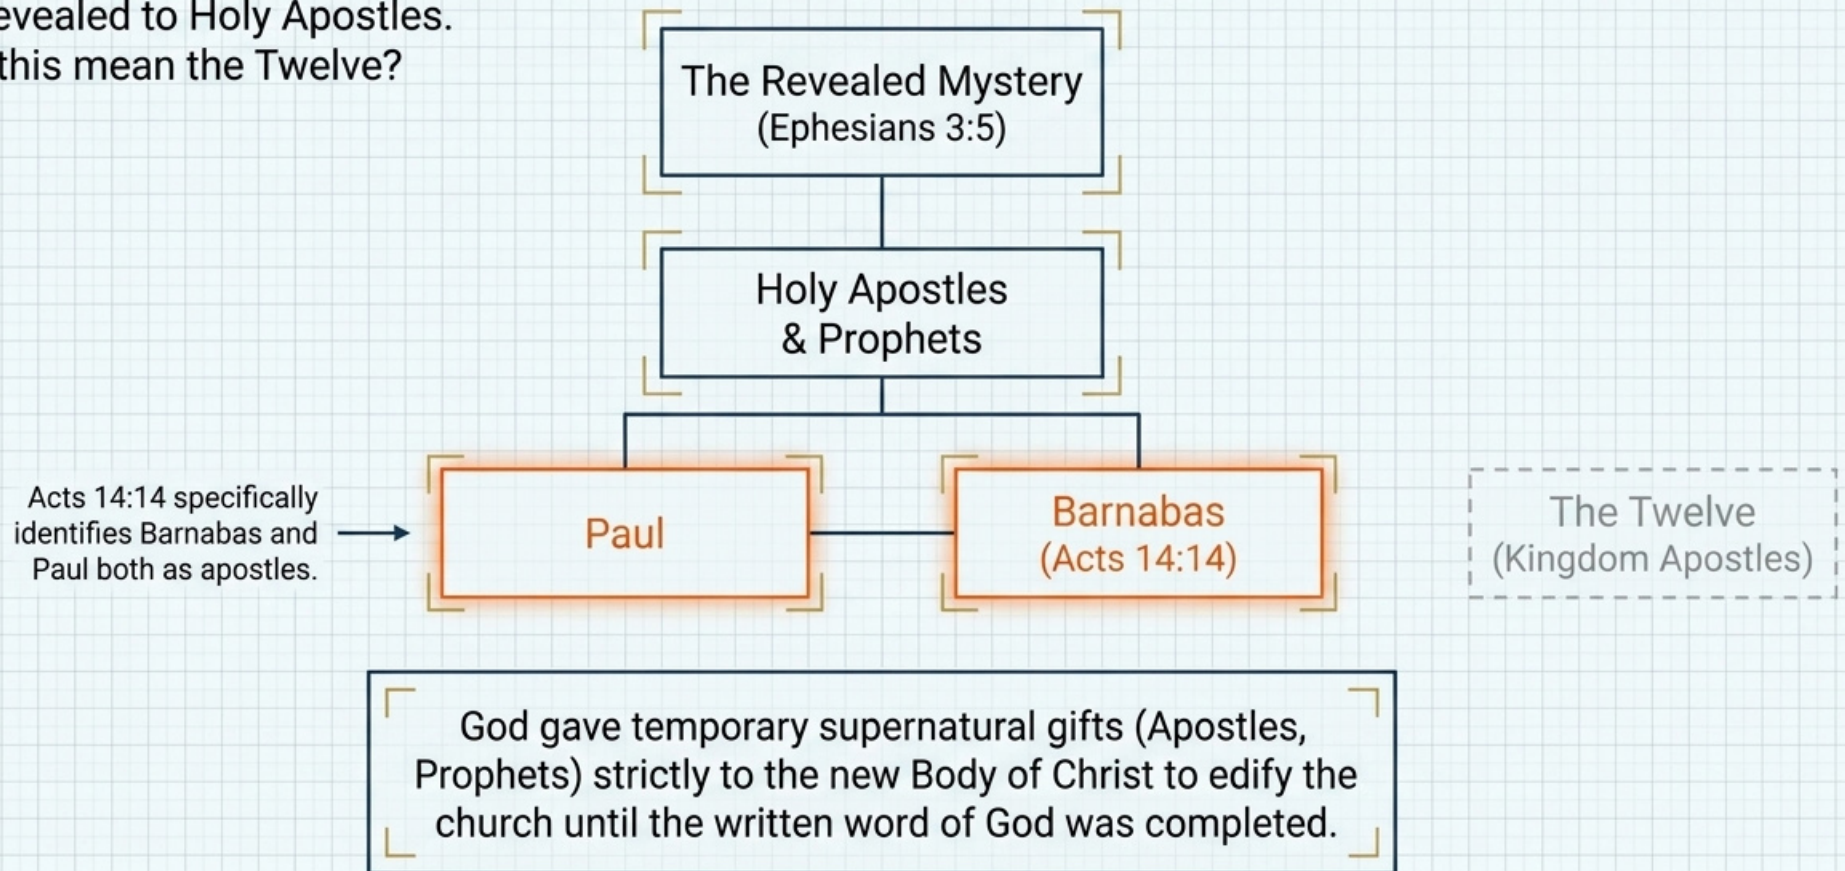 evealed to Holy Apostles.
this mean the Twelve?
The Revealed Mystery
(Ephesians 3:5)
Holy Apostles
& Prophets
Acts 14:14 specifically
identifies Barnabas and
Paul both as apostles.
Paul
Barnabas
(Acts 14:14)
The Twelve
(Kingdom Apostles)
God gave temporary supernatural gifts (Apostles,
Prophets) strictly to the new Body of Christ to edify the
church until the written word of God was completed.